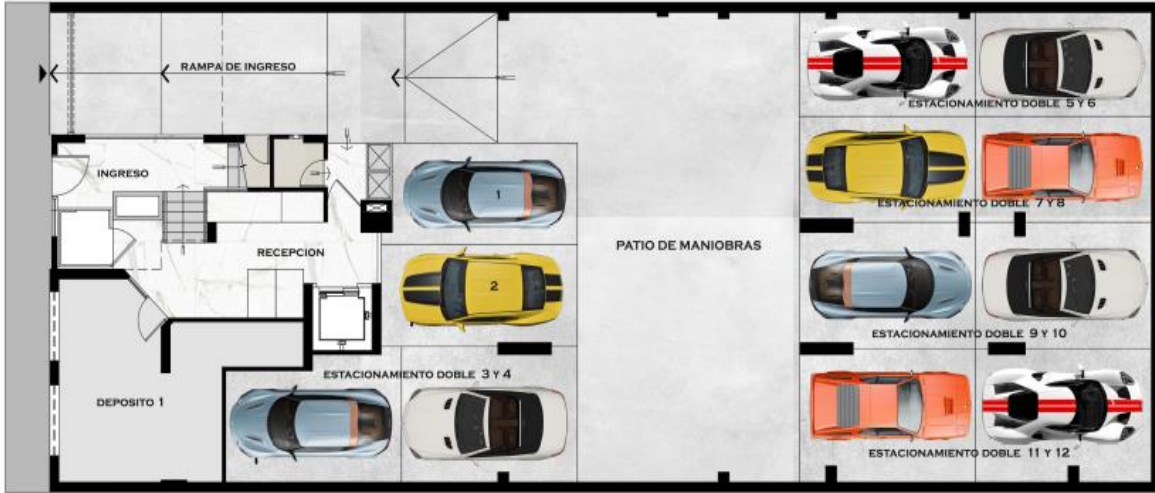 RAMPA DE INGRESO
ESTACIONAMIENTO DOBLE 5 Y 6
INGRESO
1
ESTACIONAMIENTO DOBLE 7 Y 8
RECEPCION
PATIO DE MANIOBRAS
2
ESTACIONAMIENTO DOBLE 9 Y 10
ESTACIONAMIENTO DOBLE 3 Y 4
DEPOSITO 1
ESTACIONAMIENTO DOBLE 11 Y 12